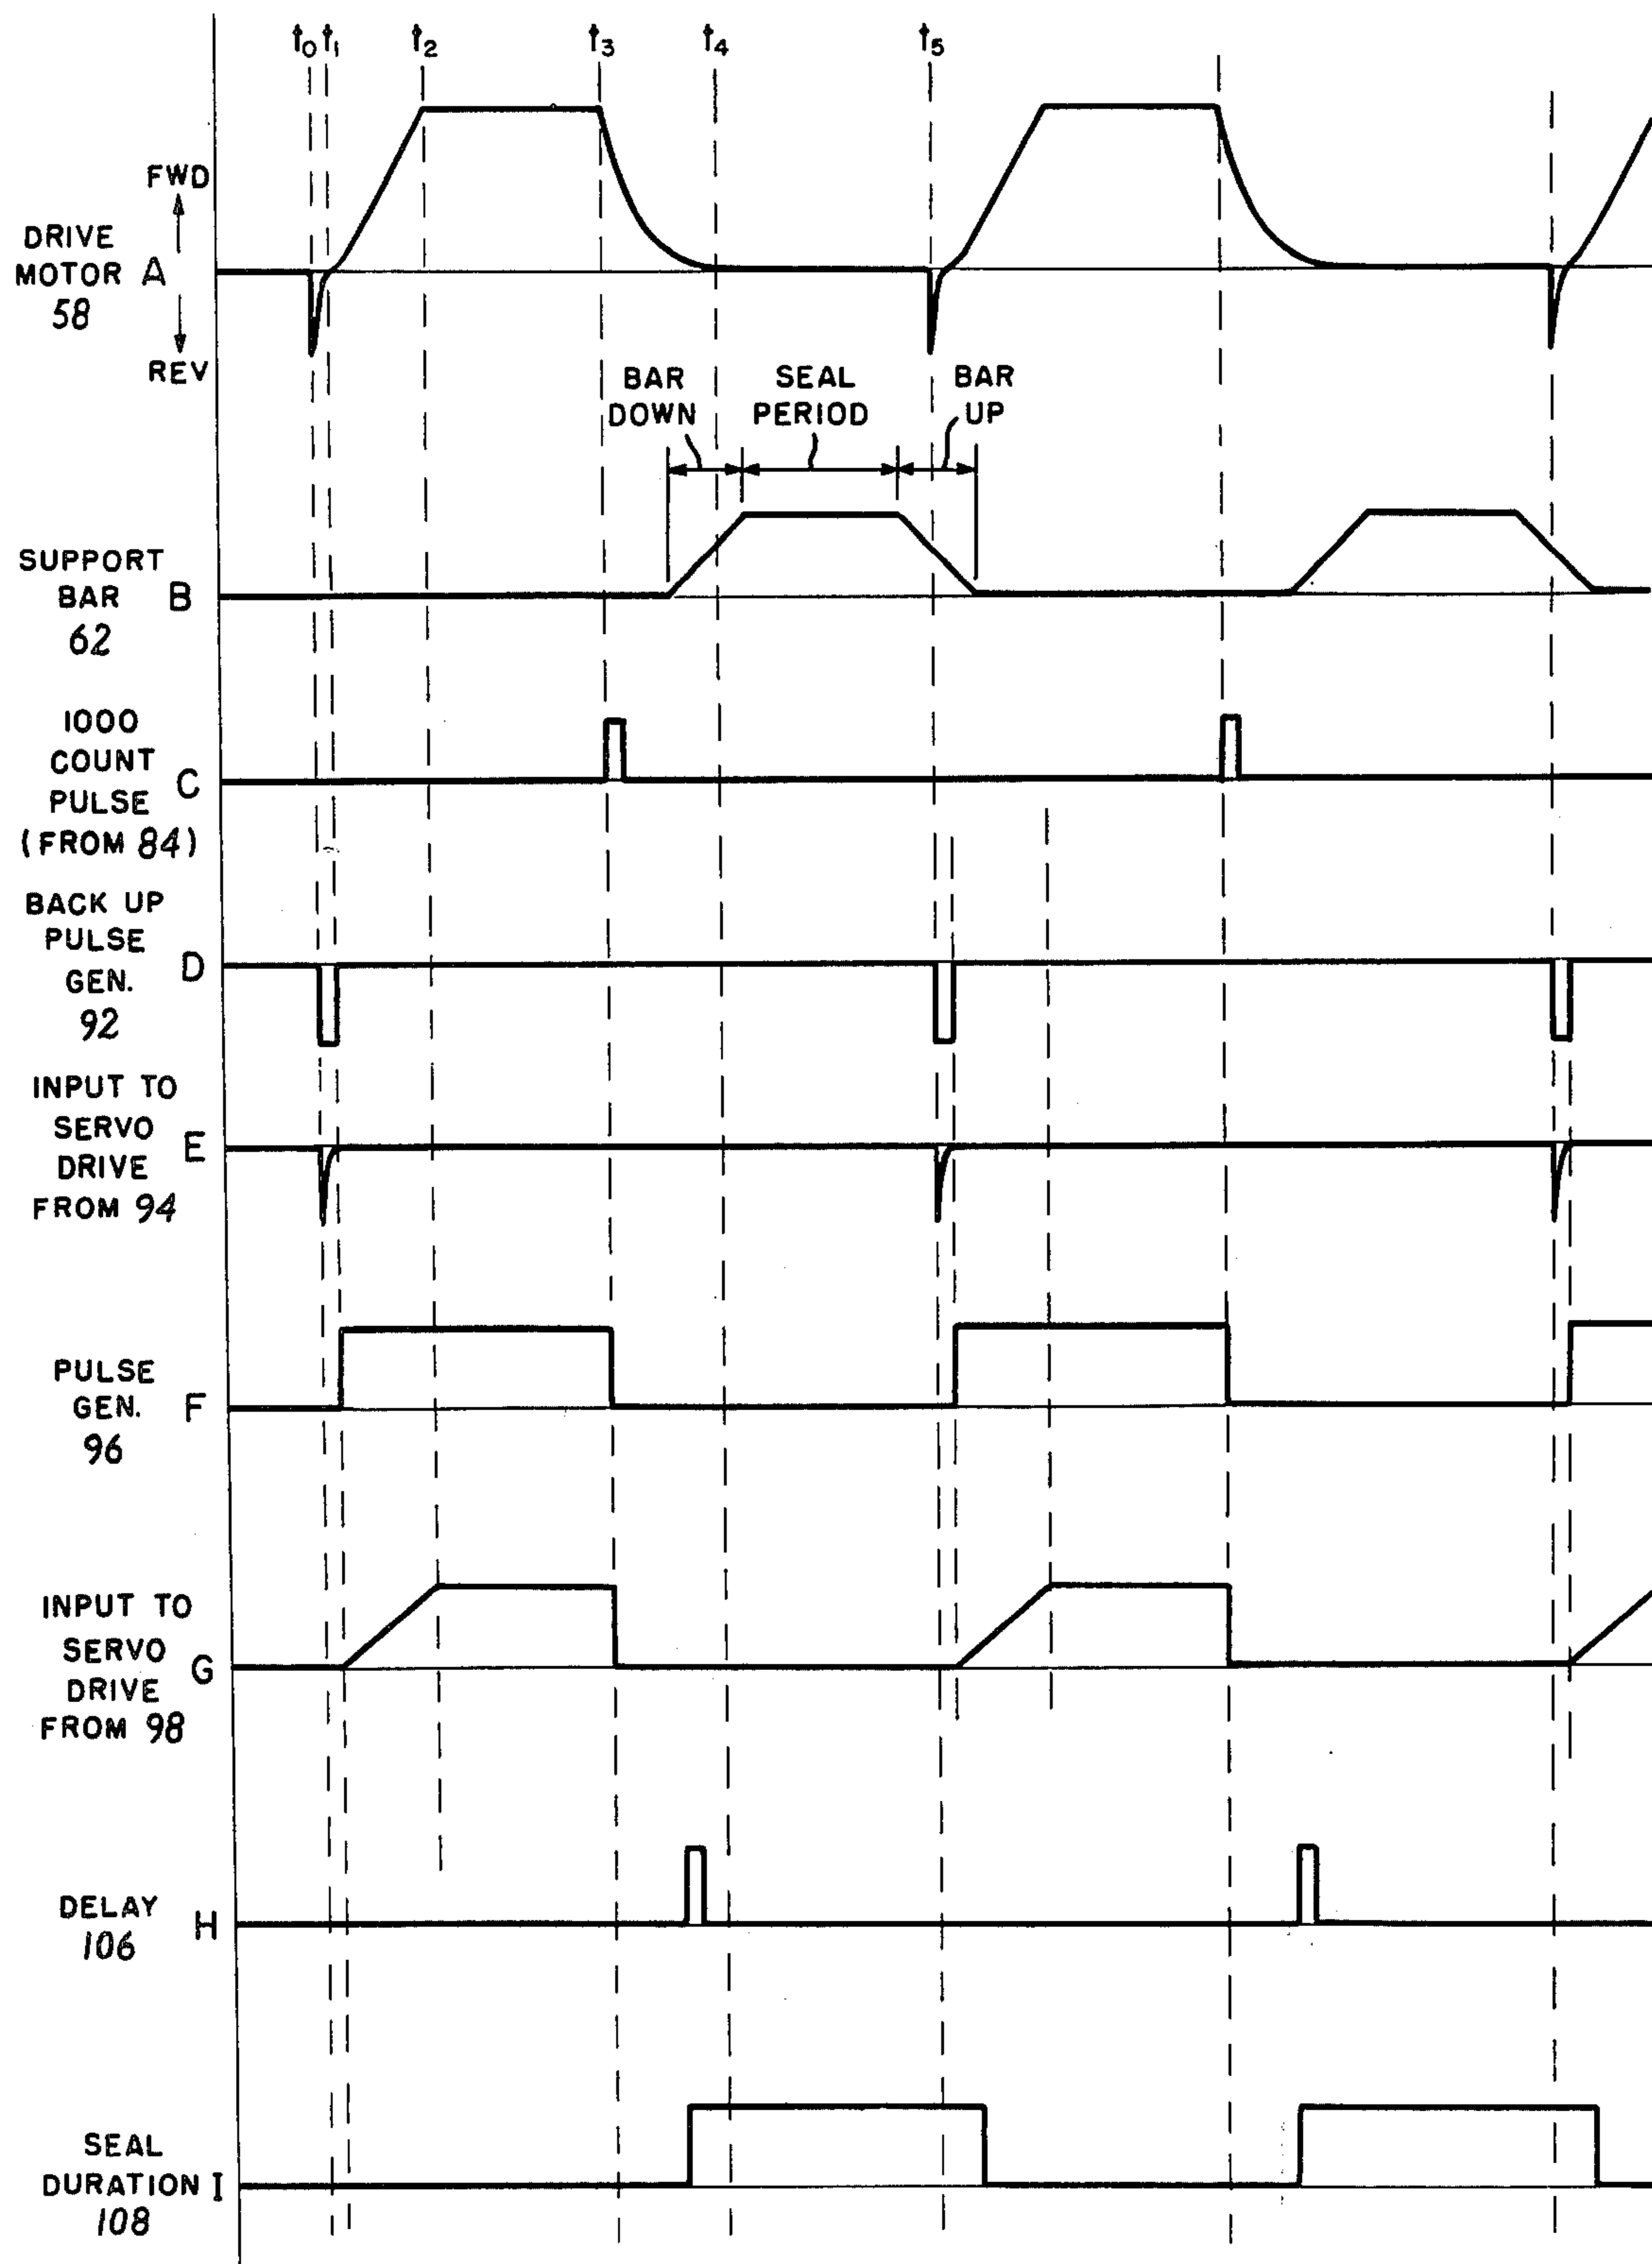 t₀ t₁ t₂ t₃ t₄ t₅
FWD
DRIVE
MOTOR A
58
REV
BAR
DOWN
SEAL
PERIOD
BAR
UP
SUPPORT
BAR B
62
1000
COUNT
PULSE C
(FROM 84)
BACK UP
PULSE
GEN. D
92
INPUT TO
SERVO
DRIVE E
FROM 94
PULSE
GEN. F
96
INPUT TO
SERVO
DRIVE G
FROM 98
DELAY H
106
SEAL
DURATION I
108